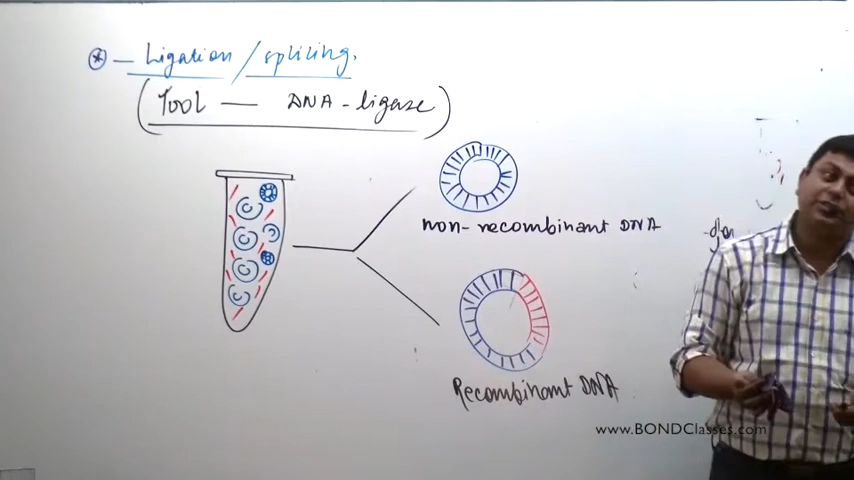 * — Ligation / splicing.
(Tool — DNA - ligase)
non-recombinant DNA
Recombinant DNA
www.BONDClasses.com